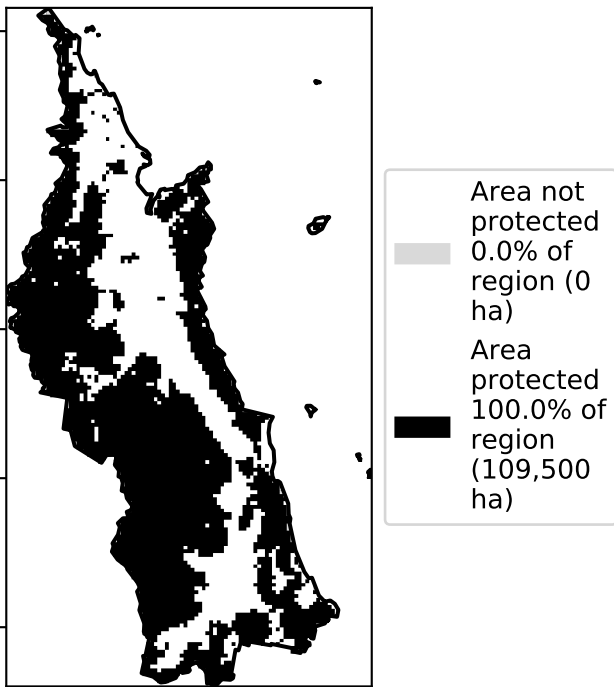 Area not
protected
0.0% of
region (0
ha)
Area
protected
100.0% of
region
(109,500
ha)